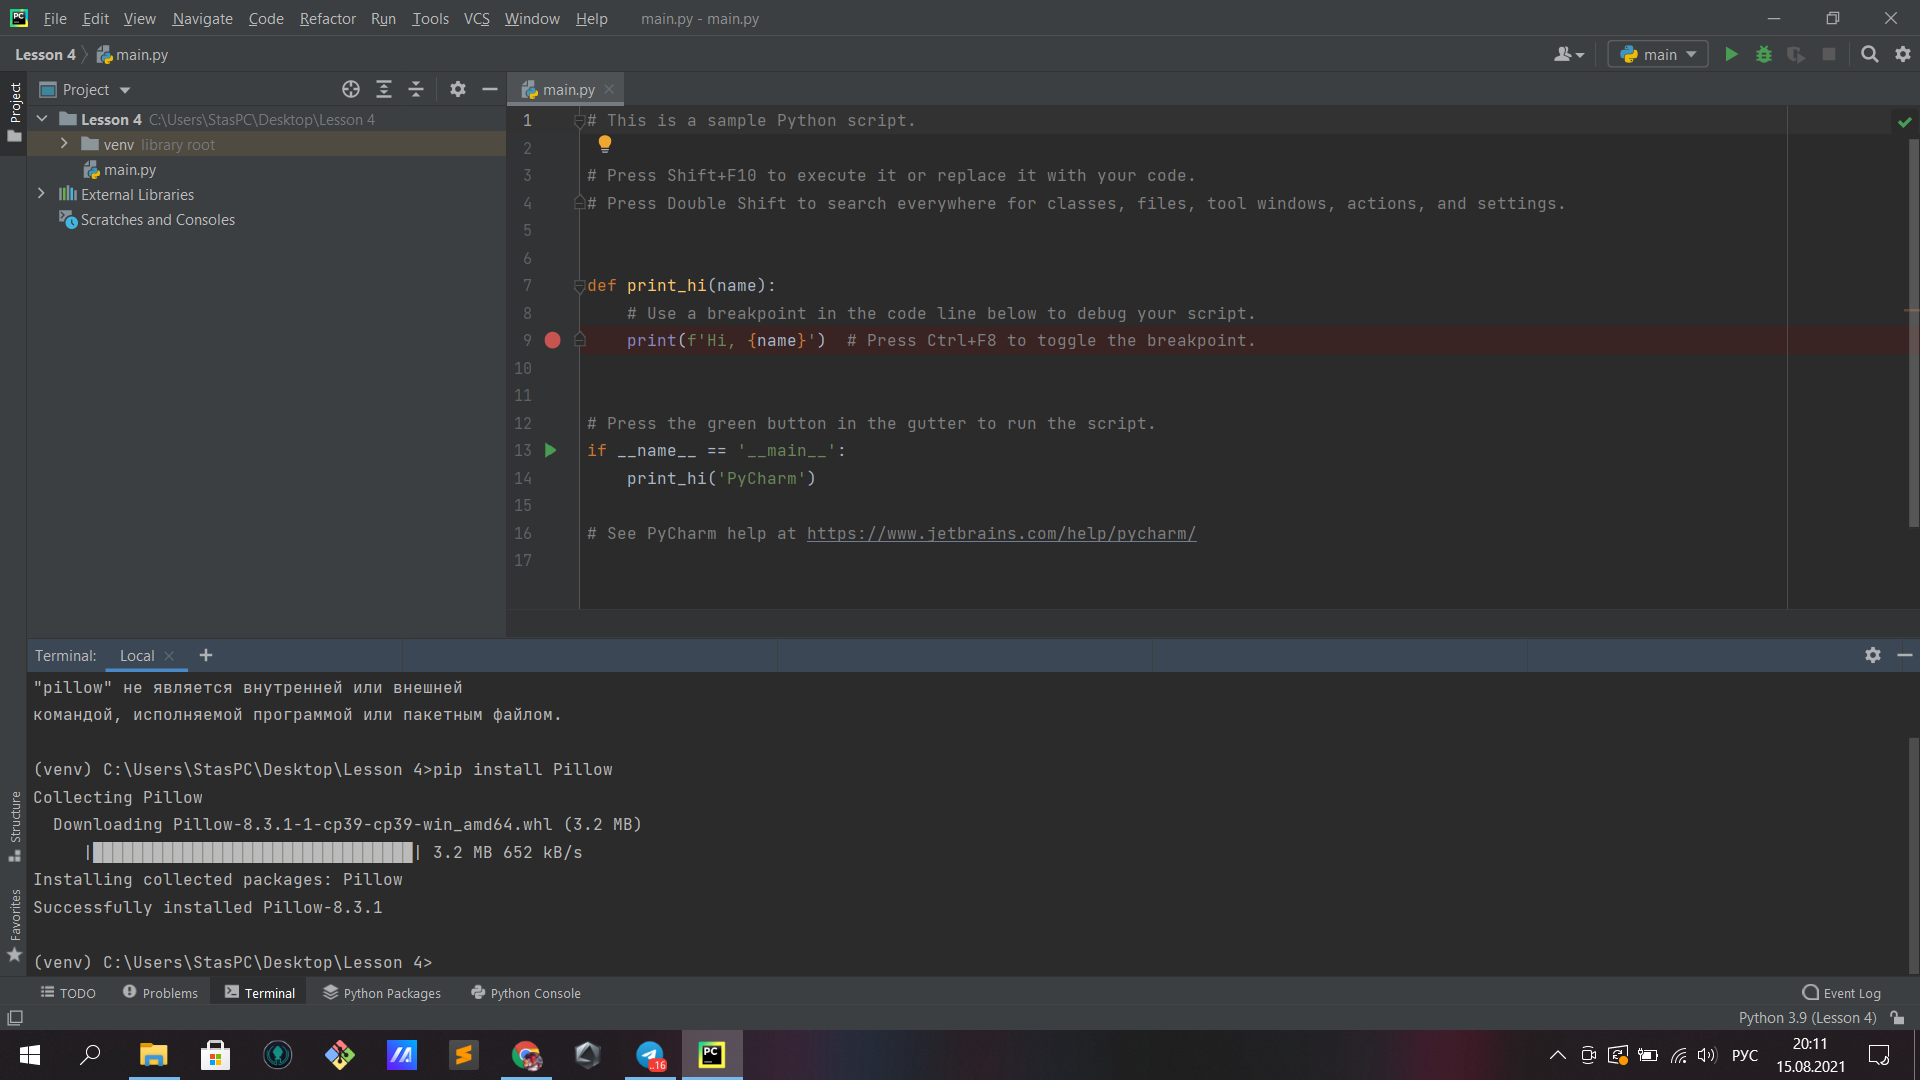 File Edit View Navigate Code Refactor Run Tools VCS Window Help main.py - main.py
Lesson 4 main.py
main
Project
Project
main.py
Lesson 4 C:\Users\StasPC\Desktop\Lesson 4
venv library root
main.py
External Libraries
Scratches and Consoles
1 # This is a sample Python script.
2
3 # Press Shift+F10 to execute it or replace it with your code.
4 # Press Double Shift to search everywhere for classes, files, tool windows, actions, and settings.
5
6
7 def print_hi(name):
8 # Use a breakpoint in the code line below to debug your script.
9 print(f'Hi, {name}') # Press Ctrl+F8 to toggle the breakpoint.
10
11
12 # Press the green button in the gutter to run the script.
13 if __name__ == '__main__':
14 print_hi('PyCharm')
15
16 # See PyCharm help at https://www.jetbrains.com/help/pycharm/
17
Terminal: Local
"pillow" не является внутренней или внешней
командой, исполняемой программой или пакетным файлом.
(venv) C:\Users\StasPC\Desktop\Lesson 4>pip install Pillow
Collecting Pillow
Downloading Pillow-8.3.1-1-cp39-cp39-win_amd64.whl (3.2 MB)
|████████████████████████████████| 3.2 MB 652 kB/s
Installing collected packages: Pillow
Successfully installed Pillow-8.3.1
(venv) C:\Users\StasPC\Desktop\Lesson 4>
Structure
Favorites
TODO Problems Terminal Python Packages Python Console Event Log
Python 3.9 (Lesson 4)
PC
..16
PC
РУС
20:11
15.08.2021